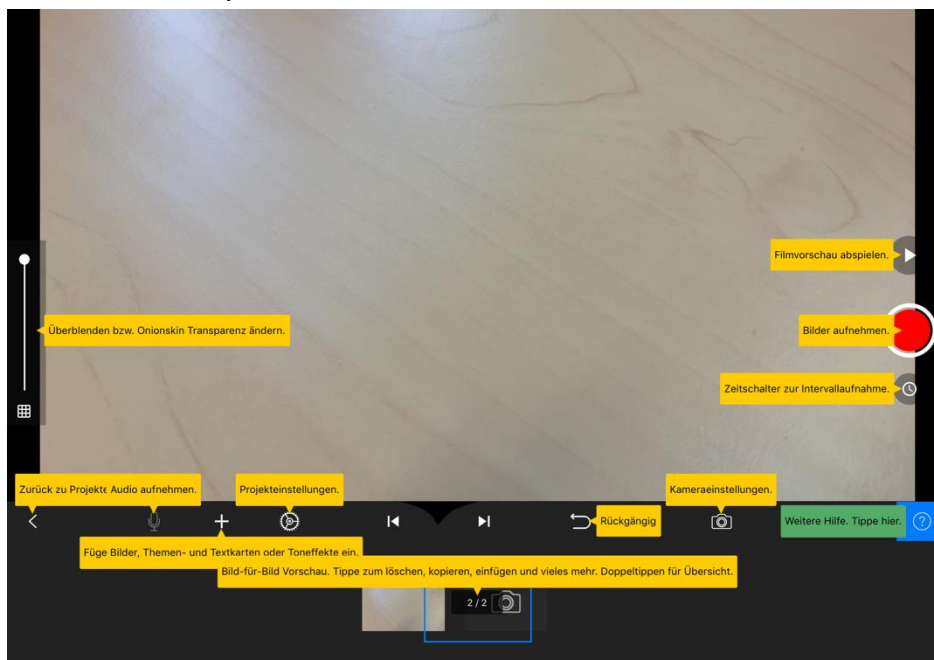 Filmvorschau abspielen.
Überblenden bzw. Onionskin Transparenz ändern.
Bilder aufnehmen.
Zeitschalter zur Intervallaufnahme.
Zurück zu Projekte
Audio aufnehmen.
Projekteinstellungen.
Kameraeinstellungen.
Rückgängig
Weitere Hilfe. Tippe hier.
?
Füge Bilder, Themen- und Textkarten oder Toneffekte ein.
Bild-für-Bild Vorschau. Tippe zum löschen, kopieren, einfügen und vieles mehr. Doppeltippen für Übersicht.
2 / 2